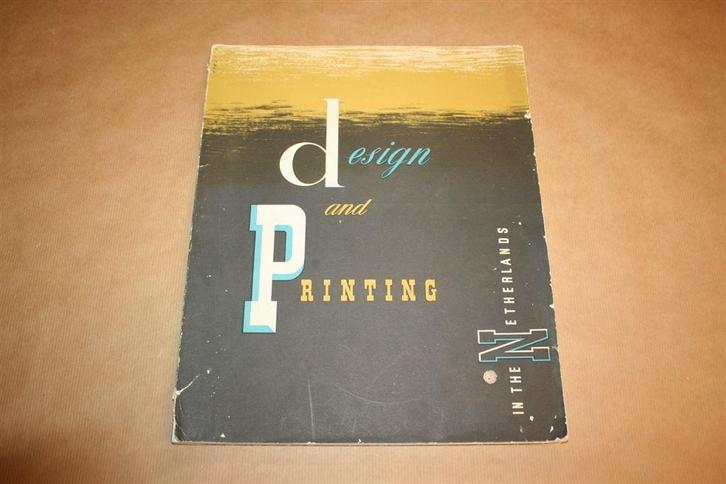 design
and
PRINTING
IN THE NETHERLANDS